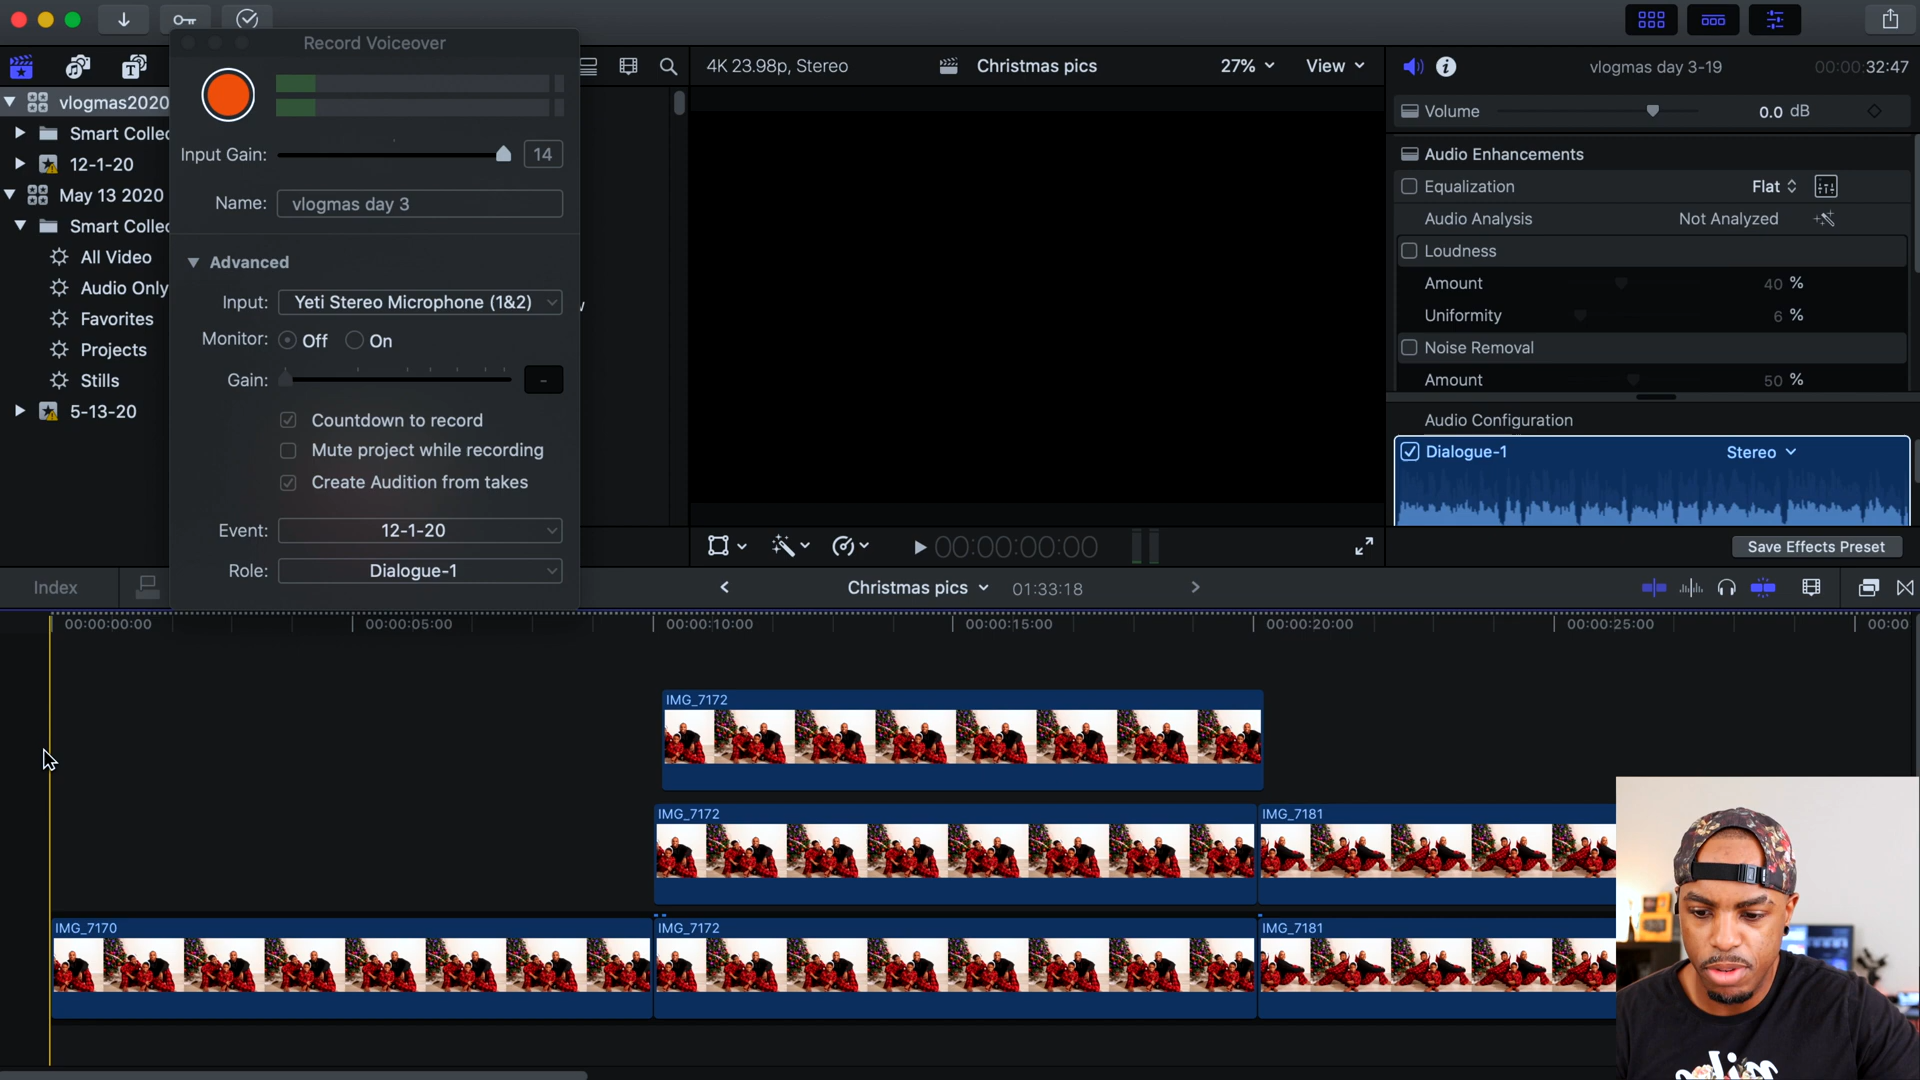 Record Voiceover
4K 23.98p, Stereo
Christmas pics
27%
View
vlogmas day 3-19
00:00:32:47
vlogmas2020
Smart Collec
12-1-20
May 13 2020
Smart Collec
All Video
Audio Only
Favorites
Projects
Stills
5-13-20
Input Gain:
14
Name:
vlogmas day 3
Advanced
Input:
Yeti Stereo Microphone (1&2)
Monitor:
Off
On
Gain:
-
Countdown to record
Mute project while recording
Create Audition from takes
Event:
12-1-20
Role:
Dialogue-1
Volume
0.0 dB
Audio Enhancements
Equalization
Flat
Audio Analysis
Not Analyzed
Loudness
Amount
40 %
Uniformity
6 %
Noise Removal
Amount
50 %
Audio Configuration
Dialogue-1
Stereo
00:00:00:00
Save Effects Preset
Index
Christmas pics
01:33:18
00:00:00:00
00:00:05:00
00:00:10:00
00:00:15:00
00:00:20:00
00:00:25:00
00:00
IMG_7172
IMG_7172
IMG_7181
IMG_7170
IMG_7172
IMG_7181